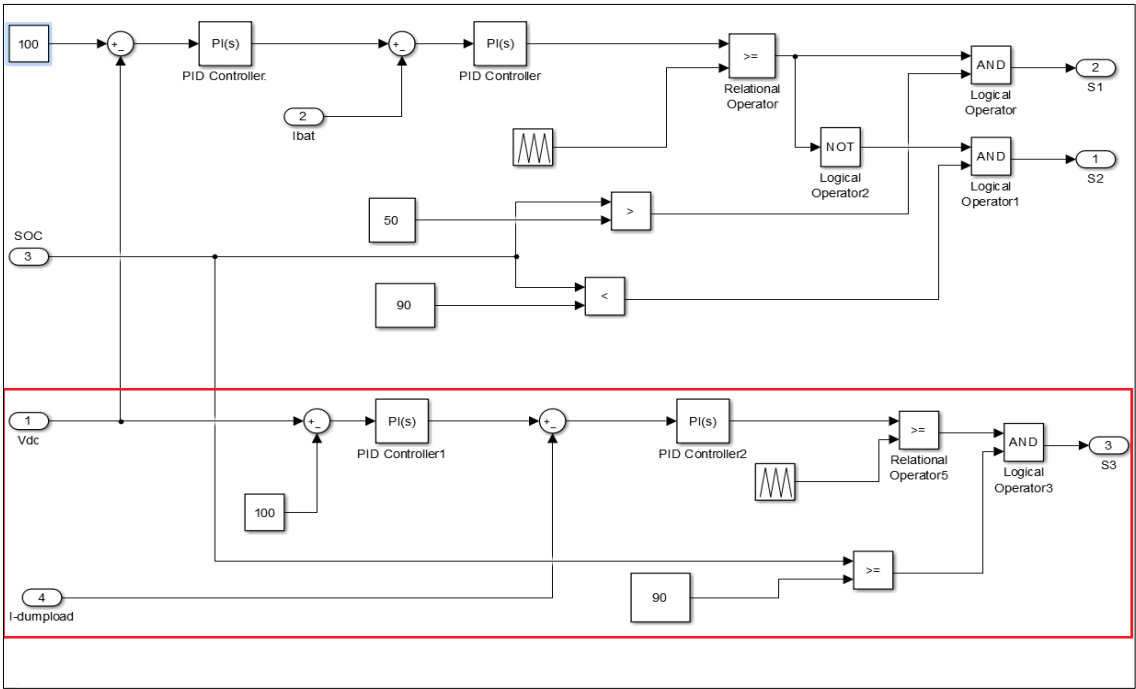 100
+
−
PI(s)
PID Controller.
+
−
PI(s)
PID Controller
2
Ibat
>=
Relational
Operator
AND
Logical
Operator
2
S1
NOT
Logical
Operator2
AND
Logical
Operator1
1
S2
50
>
SOC
3
90
<
1
Vdc
+
−
PI(s)
PID Controller1
+
−
PI(s)
PID Controller2
>=
Relational
Operator5
AND
Logical
Operator3
3
S3
100
>=
90
4
I-dumpload